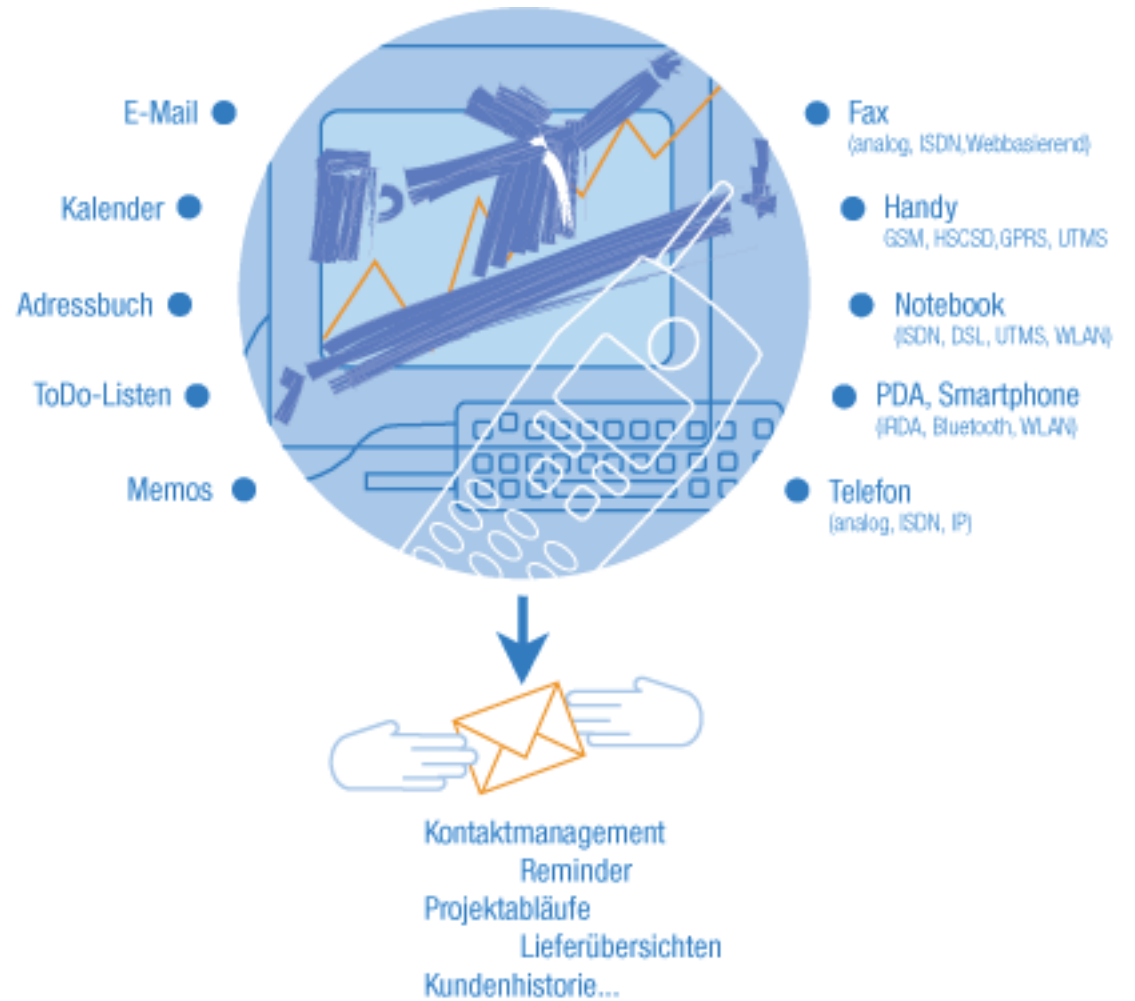 E-Mail
Kalender
Adressbuch
ToDo-Listen
Memos
Fax
(analog, ISDN,Webbasierend)
Handy
GSM, HSCSD,GPRS, UTMS
Notebook
(ISDN, DSL, UTMS, WLAN)
PDA, Smartphone
(iRDA, Bluetooth, WLAN)
Telefon
(analog, ISDN, IP)
Kontaktmanagement
Reminder
Projektabläufe
Lieferübersichten
Kundenhistorie...